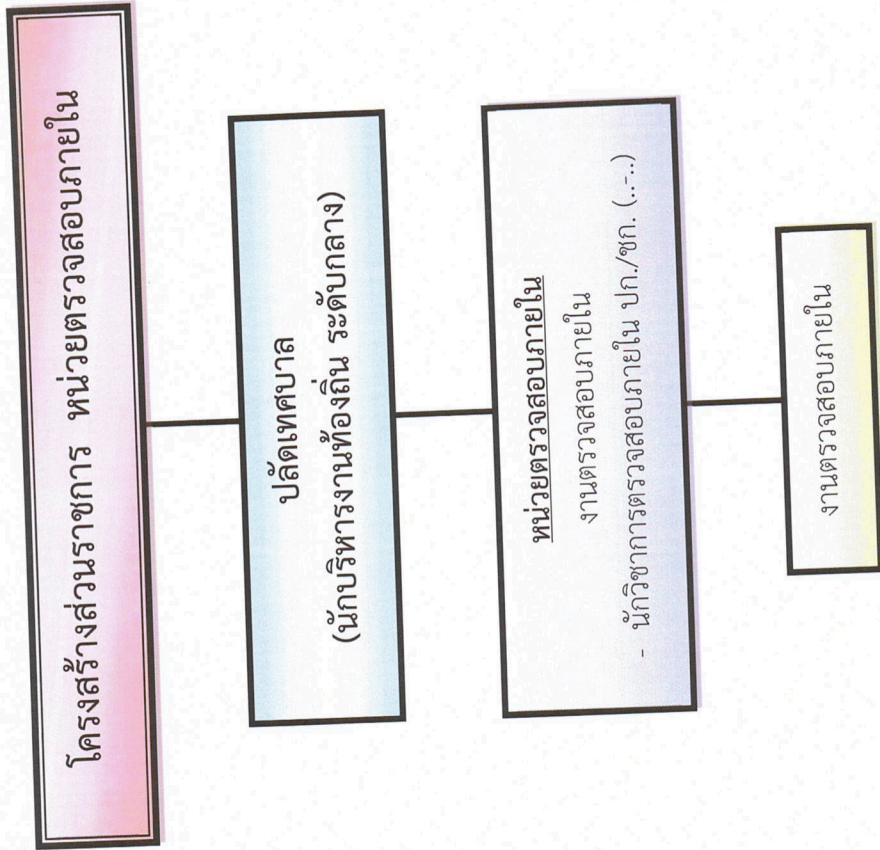 โครงสร้างส่วนราชการ หน่วยตรวจสอบภายใน
ปลัดเทศบาล
(นักบริหารงานท้องถิ่น ระดับกลาง)
หน่วยตรวจสอบภายใน
งานตรวจสอบภายใน
- นักวิชาการตรวจสอบภายใน ปก./ชก. (..-..)
งานตรวจสอบภายใน